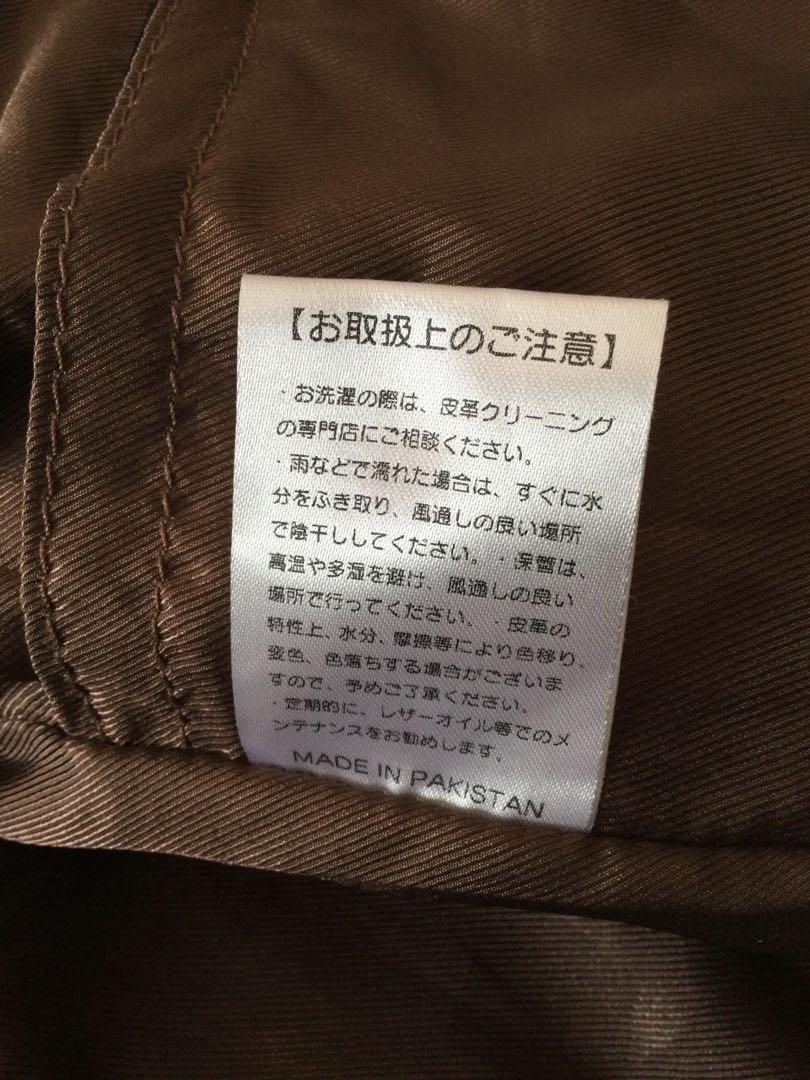 【お取扱上のご注意】
・お洗濯の際は、皮革クリーニング
の専門店にご相談ください。
・雨などで濡れた場合は、すぐに水
分をふき取り、風通しの良い場所
で陰干ししてください。・保管は、
高温や多湿を避け、風通しの良い
場所で行ってください。・皮革の
特性上、水分、摩擦等により色移り、
変色、色落ちする場合がございま
すので、予めご了承ください。
・定期的に、レザーオイル等でのメ
ンテナンスをお勧めします。
MADE IN PAKISTAN